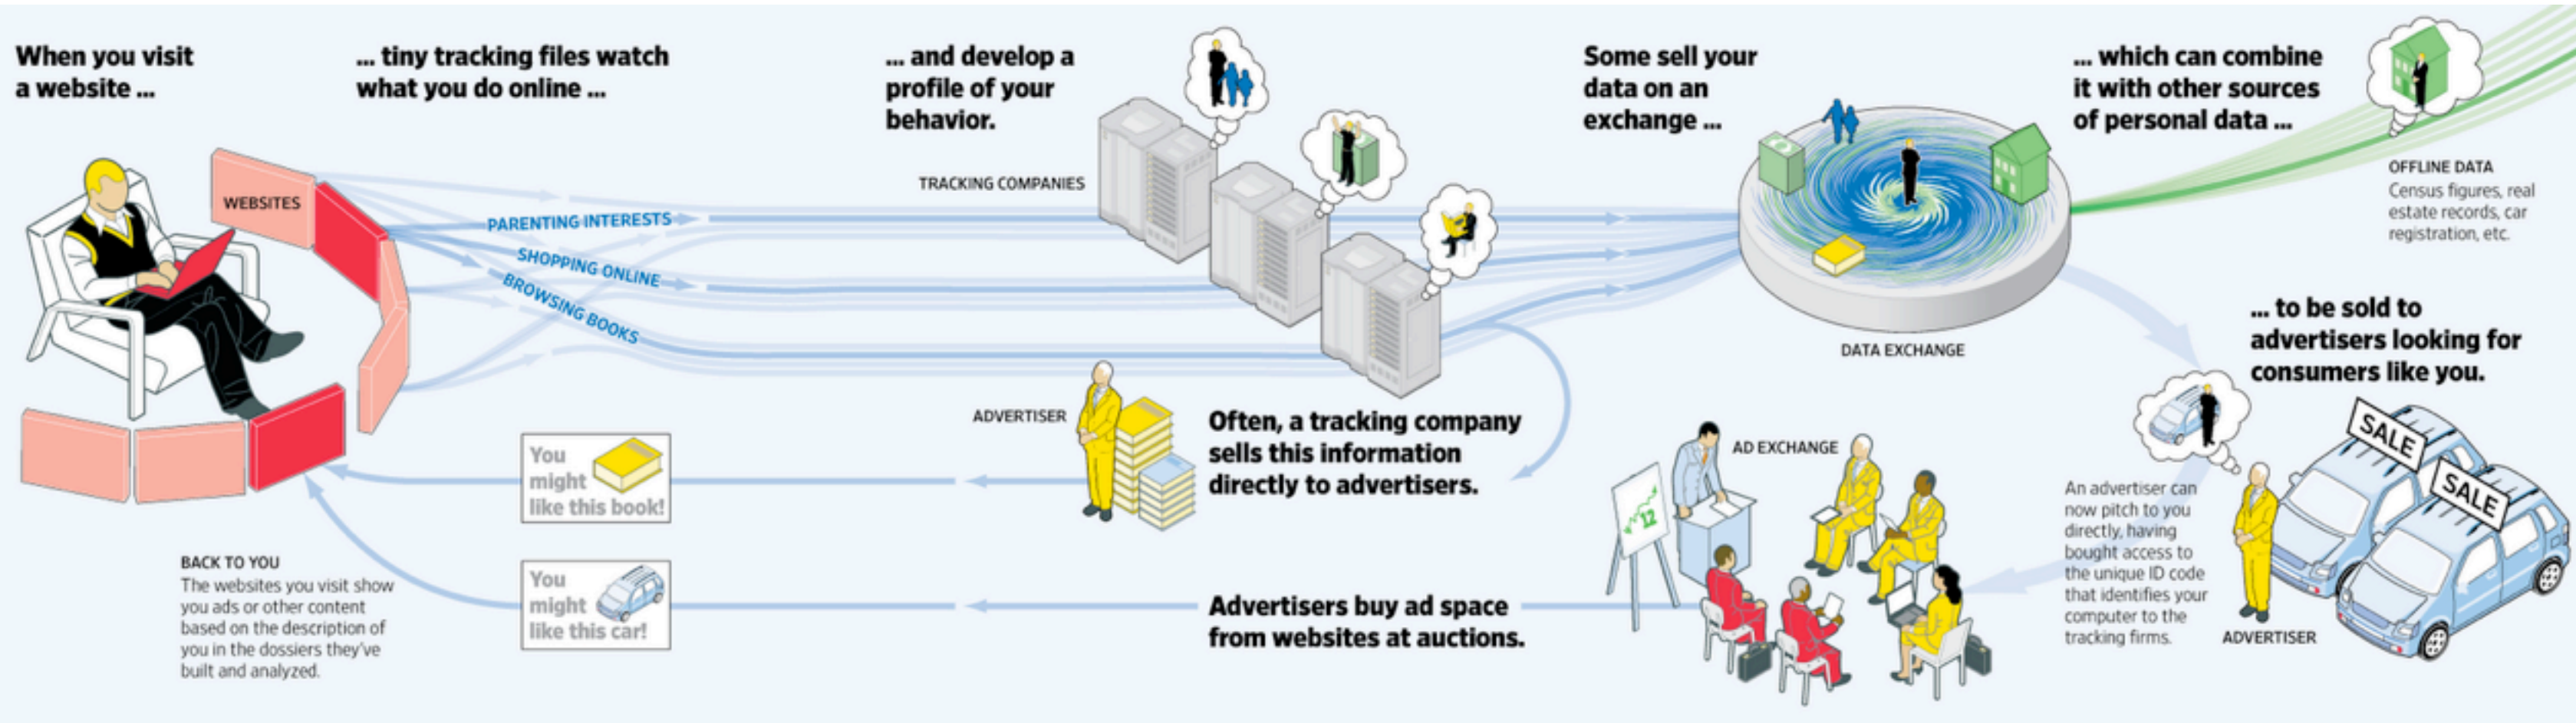 When you visit
a website ...
... tiny tracking files watch
what you do online ...
... and develop a
profile of your
behavior.
Some sell your
data on an
exchange ...
... which can combine
it with other sources
of personal data ...
WEBSITES
PARENTING INTERESTS
SHOPPING ONLINE
BROWSING BOOKS
TRACKING COMPANIES
DATA EXCHANGE
OFFLINE DATA
Census figures, real
estate records, car
registration, etc.
... to be sold to
advertisers looking for
consumers like you.
ADVERTISER
Often, a tracking company
sells this information
directly to advertisers.
You
might
like this book!
AD EXCHANGE
12
SALE
SALE
An advertiser can
now pitch to you
directly, having
bought access to
the unique ID code
that identifies your
computer to the
tracking firms.
ADVERTISER
Advertisers buy ad space
from websites at auctions.
You
might
like this car!
BACK TO YOU
The websites you visit show
you ads or other content
based on the description of
you in the dossiers they've
built and analyzed.